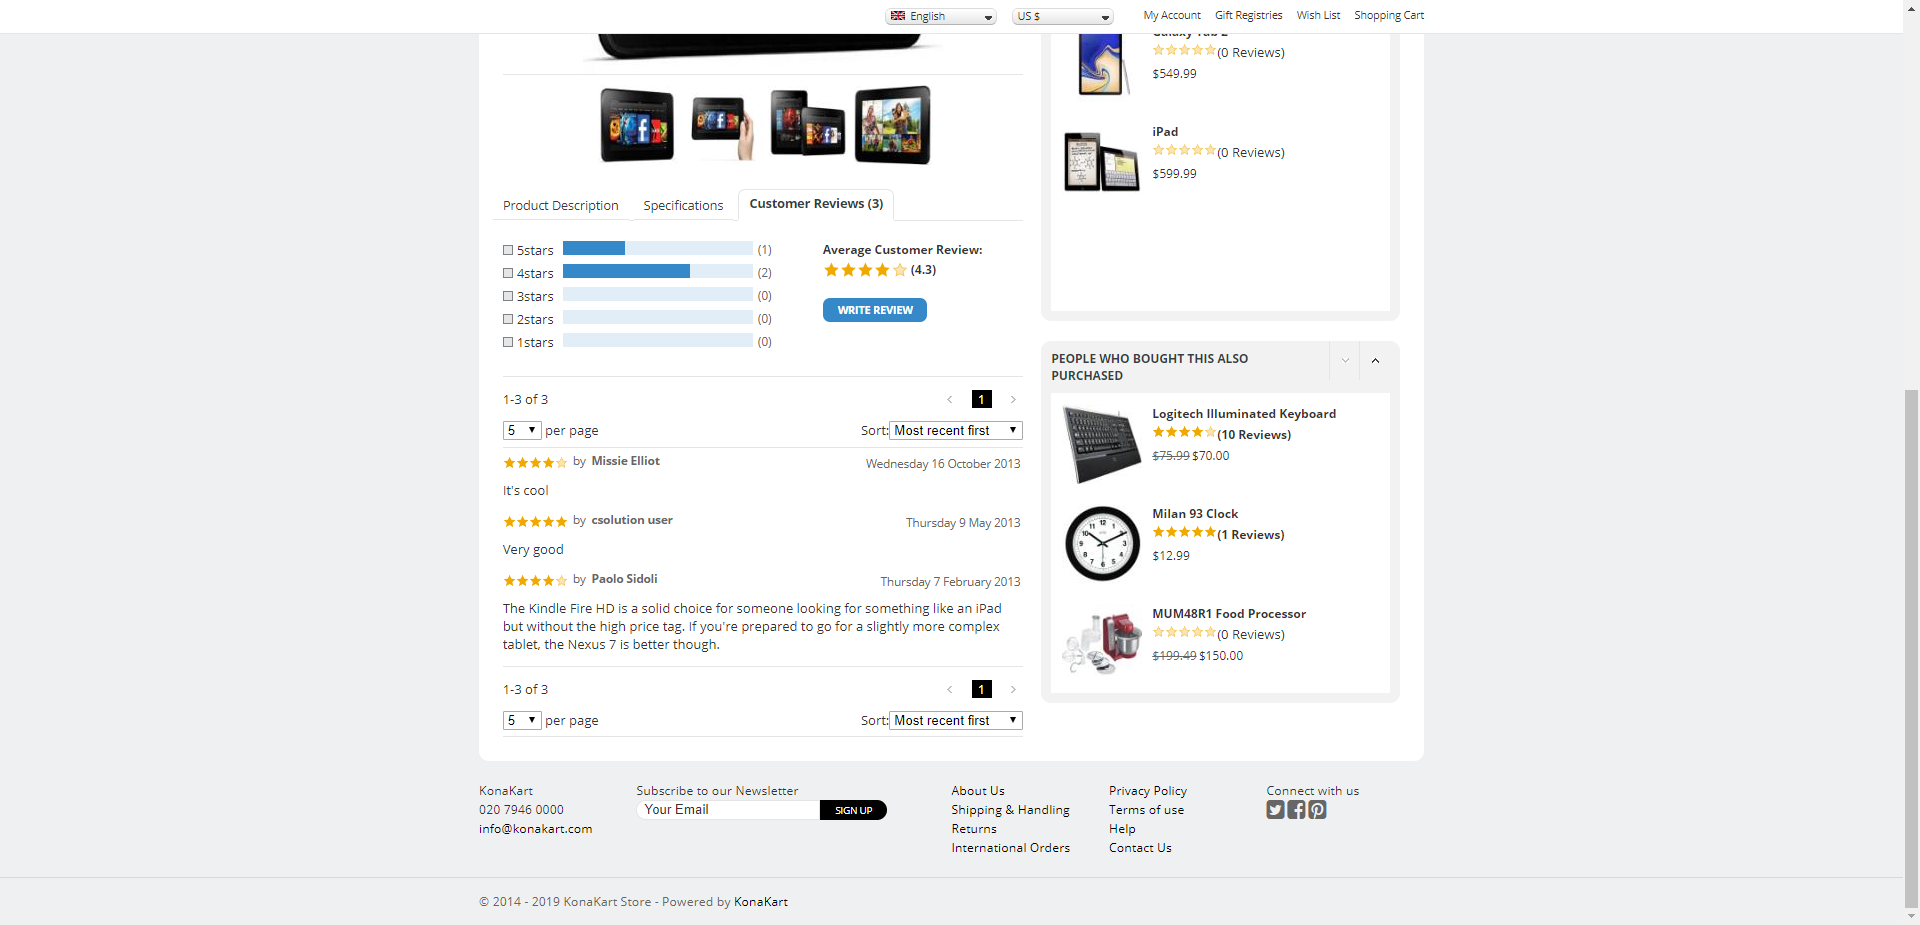 English
US $
My Account
Gift Registries
Wish List
Shopping Cart
Galaxy Tab 2
(0 Reviews)
$549.99
iPad
(0 Reviews)
$599.99
Product Description
Specifications
Customer Reviews (3)
5stars (1)
4stars (2)
3stars (0)
2stars (0)
1stars (0)
Average Customer Review:
(4.3)
WRITE REVIEW
1-3 of 3
1
5 per page
Sort: Most recent first
by Missie Elliot
Wednesday 16 October 2013
It's cool
by csolution user
Thursday 9 May 2013
Very good
by Paolo Sidoli
Thursday 7 February 2013
The Kindle Fire HD is a solid choice for someone looking for something like an iPad
but without the high price tag. If you're prepared to go for a slightly more complex
tablet, the Nexus 7 is better though.
1-3 of 3
1
5 per page
Sort: Most recent first
PEOPLE WHO BOUGHT THIS ALSO
PURCHASED
Logitech Illuminated Keyboard
(10 Reviews)
$75.99 $70.00
Milan 93 Clock
(1 Reviews)
$12.99
MUM48R1 Food Processor
(0 Reviews)
$199.49 $150.00
KonaKart
020 7946 0000
info@konakart.com
Subscribe to our Newsletter
Your Email
SIGN UP
About Us
Shipping & Handling
Returns
International Orders
Privacy Policy
Terms of use
Help
Contact Us
Connect with us
© 2014 - 2019 KonaKart Store - Powered by KonaKart